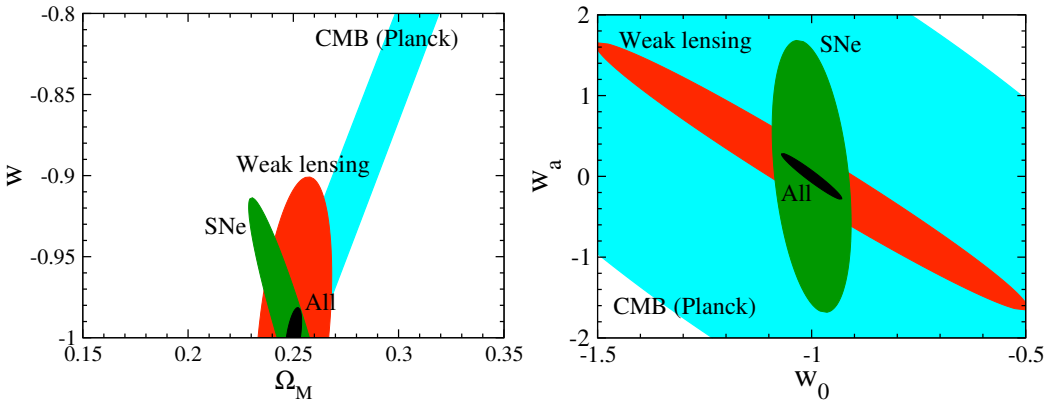 -0.8
-0.85
-0.9
-0.95
-1
w
CMB (Planck)
Weak lensing
SNe
All
0.15
0.2
0.25
0.3
0.35
Ω_M
2
1
0
-1
-2
w_a
Weak lensing
SNe
All
CMB (Planck)
-1.5
-1
-0.5
w_0